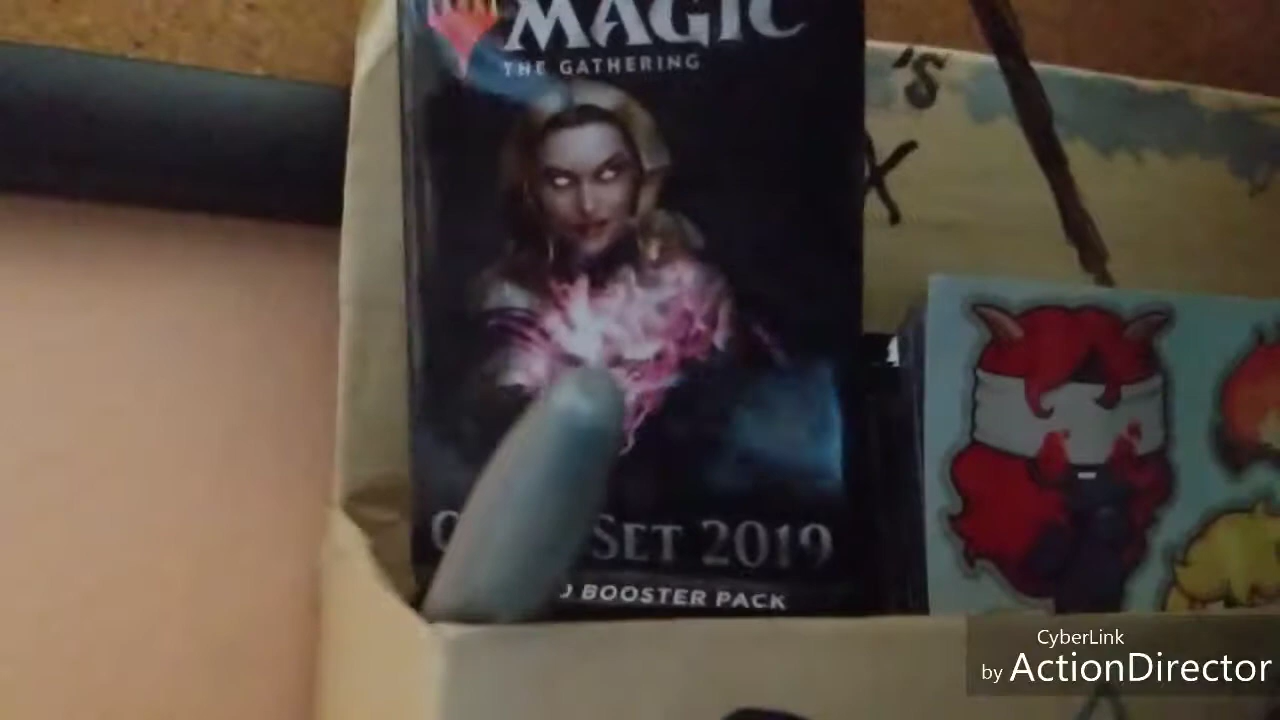 MAGIC
THE GATHERING
'S
X
SET 2019
BOOSTER PACK
CyberLink
by ActionDirector